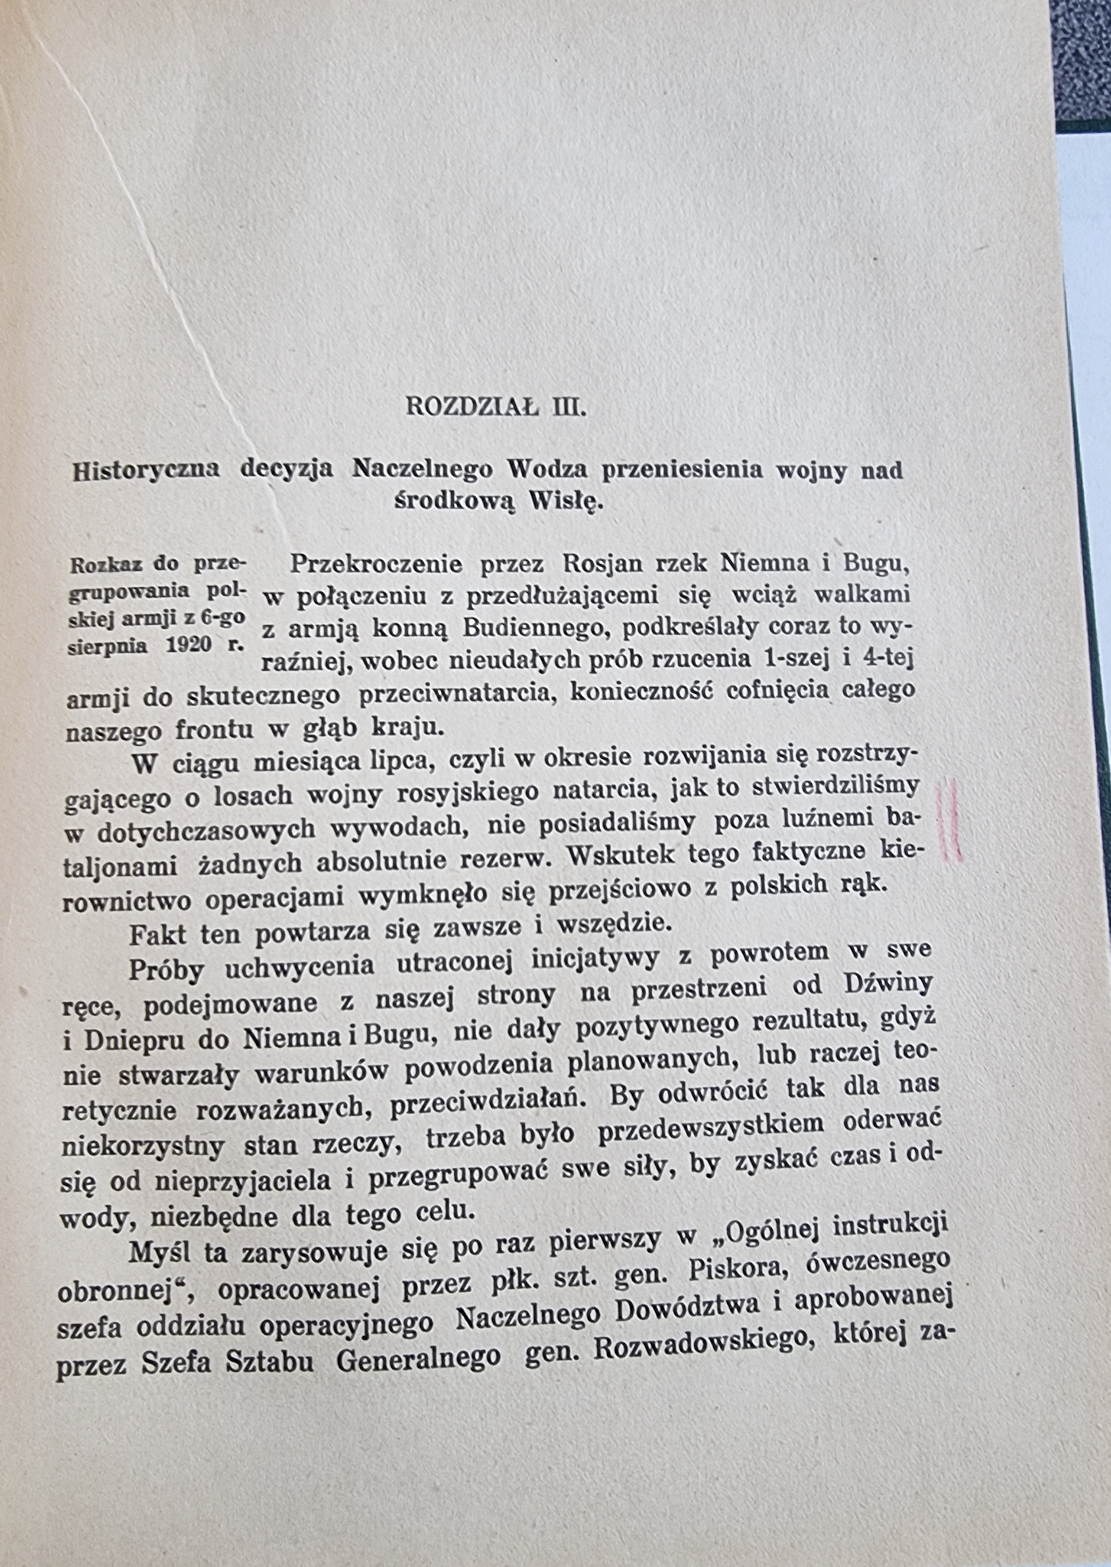 ROZDZIAŁ III.
Historyczna decyzja Naczelnego Wodza przeniesienia wojny nad
środkową Wisłę.
Rozkaz do prze-
grupowania pol-
skiej armji z 6-go
sierpnia 1920 r.
Przekroczenie przez Rosjan rzek Niemna i Bugu,
w połączeniu z przedłużającemi się wciąż walkami
z armją konną Budiennego, podkreślały coraz to wy-
raźniej, wobec nieudałych prób rzucenia 1-szej i 4-tej
armji do skutecznego przeciwnatarcia, konieczność cofnięcia całego
naszego frontu w głąb kraju.
W ciągu miesiąca lipca, czyli w okresie rozwijania się rozstrzy-
gającego o losach wojny rosyjskiego natarcia, jak to stwierdziliśmy
w dotychczasowych wywodach, nie posiadaliśmy poza luźnemi ba-
taljonami żadnych absolutnie rezerw. Wskutek tego faktyczne kie-
rownictwo operacjami wymknęło się przejściowo z polskich rąk.
Fakt ten powtarza się zawsze i wszędzie.
Próby uchwycenia utraconej inicjatywy z powrotem w swe
ręce, podejmowane z naszej strony na przestrzeni od Dźwiny
i Dniepru do Niemna i Bugu, nie dały pozytywnego rezultatu, gdyż
nie stwarzały warunków powodzenia planowanych, lub raczej teo-
retycznie rozważanych, przeciwdziałań. By odwrócić tak dla nas
niekorzystny stan rzeczy, trzeba było przedewszystkiem oderwać
się od nieprzyjaciela i przegrupować swe siły, by zyskać czas i od-
wody, niezbędne dla tego celu.
Myśl ta zarysowuje się po raz pierwszy w „Ogólnej instrukcji
obronnej“, opracowanej przez płk. szt. gen. Piskora, ówczesnego
szefa oddziału operacyjnego Naczelnego Dowództwa i aprobowanej
przez Szefa Sztabu Generalnego gen. Rozwadowskiego, której za-